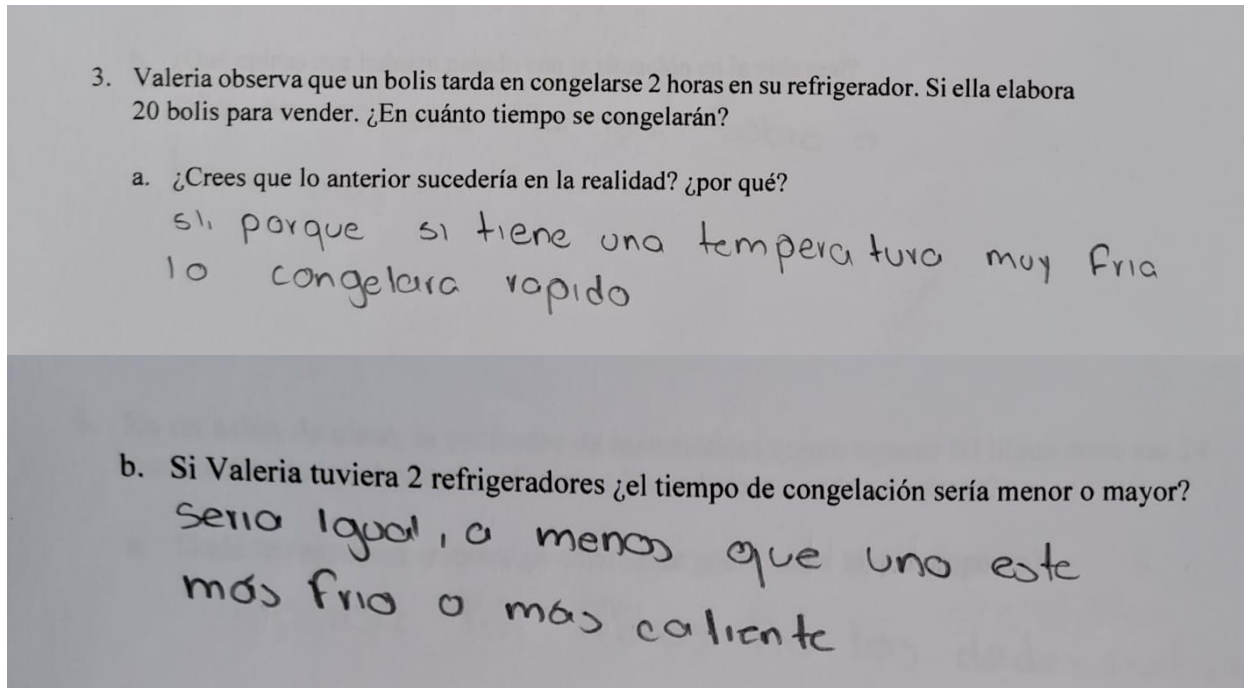 3. Valeria observa que un bolis tarda en congelarse 2 horas en su refrigerador. Si ella elabora
20 bolis para vender. ¿En cuánto tiempo se congelarán?
a. ¿Crees que lo anterior sucedería en la realidad? ¿por qué?
si, porque si tiene una temperatura muy fria
lo congelara rapido
b. Si Valeria tuviera 2 refrigeradores ¿el tiempo de congelación sería menor o mayor?
Seria Igual, a menos que uno este
más frio o mas caliente